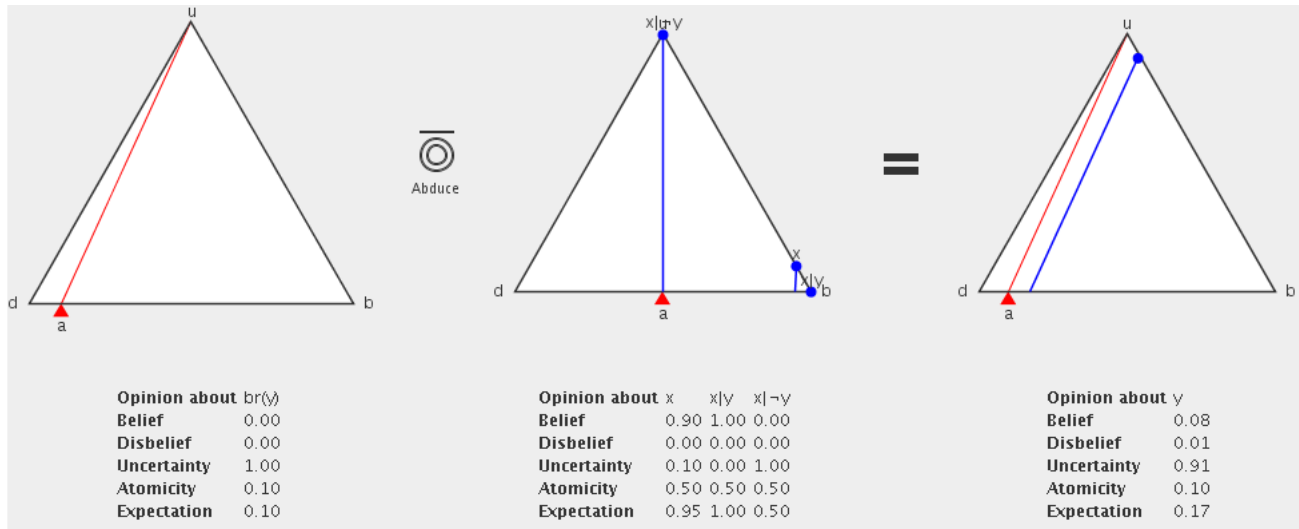 u
x|¬y
u
u
Abduce
=
x
x|y
d
b
d
b
d
b
a
a
a
Opinion about br(y)
Belief 0.00
Disbelief 0.00
Uncertainty 1.00
Atomicity 0.10
Expectation 0.10
Opinion about x x|y x|¬y
Belief 0.90 1.00 0.00
Disbelief 0.00 0.00 0.00
Uncertainty 0.10 0.00 1.00
Atomicity 0.50 0.50 0.50
Expectation 0.95 1.00 0.50
Opinion about y
Belief 0.08
Disbelief 0.01
Uncertainty 0.91
Atomicity 0.10
Expectation 0.17